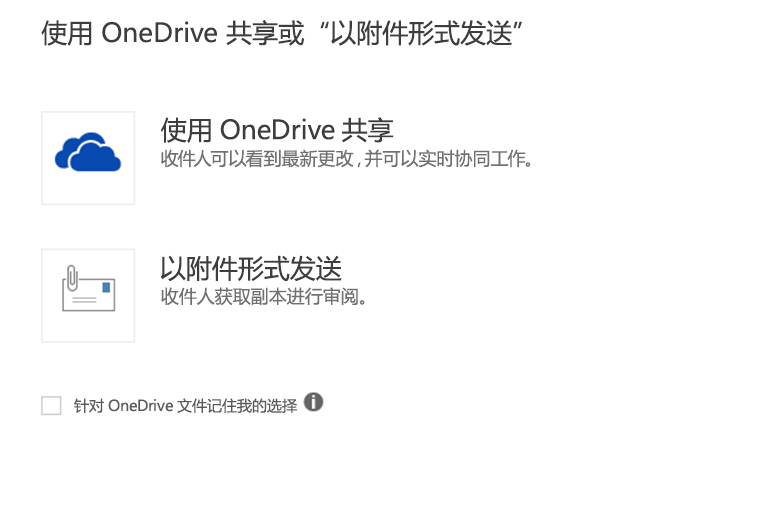 使用 OneDrive 共享或“以附件形式发送”
使用 OneDrive 共享
收件人可以看到最新更改,并可以实时协同工作。
以附件形式发送
收件人获取副本进行审阅。
针对 OneDrive 文件记住我的选择